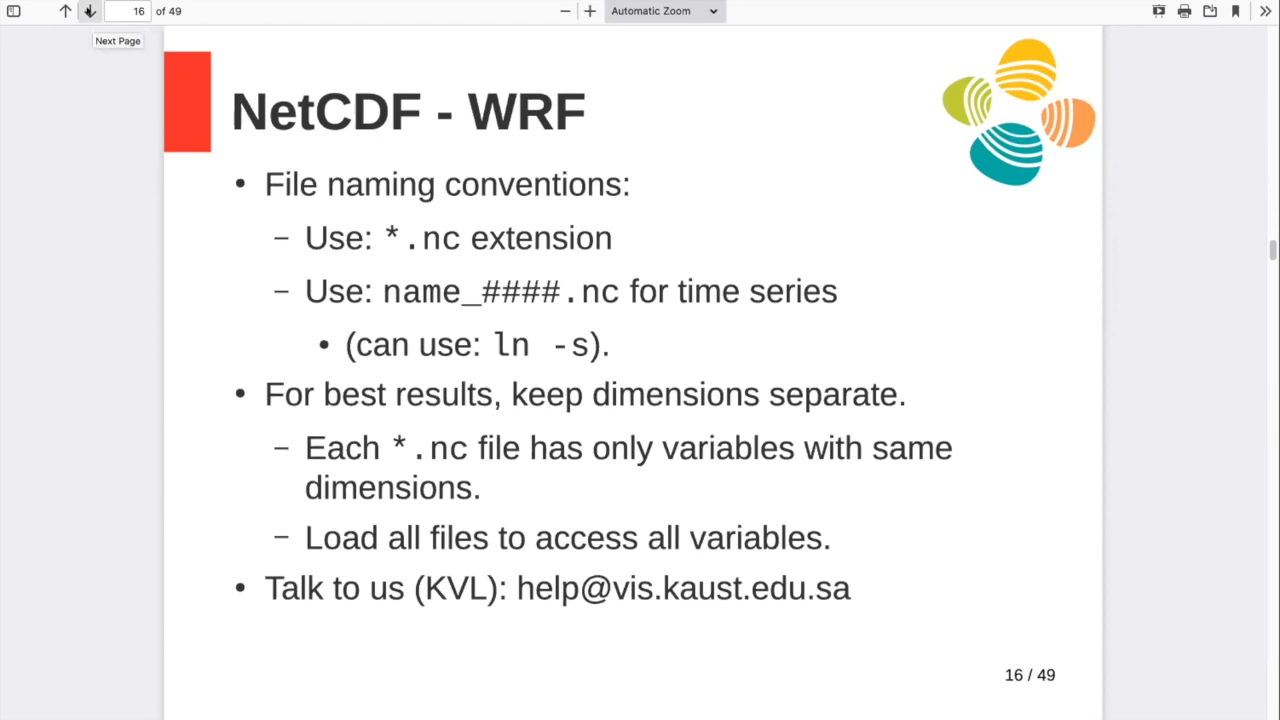 16 of 49
Automatic Zoom
Next Page
NetCDF - WRF
• File naming conventions:
– Use: *.nc extension
– Use: name_####.nc for time series
• (can use: ln -s).
• For best results, keep dimensions separate.
– Each *.nc file has only variables with same
dimensions.
– Load all files to access all variables.
• Talk to us (KVL): help@vis.kaust.edu.sa
16 / 49